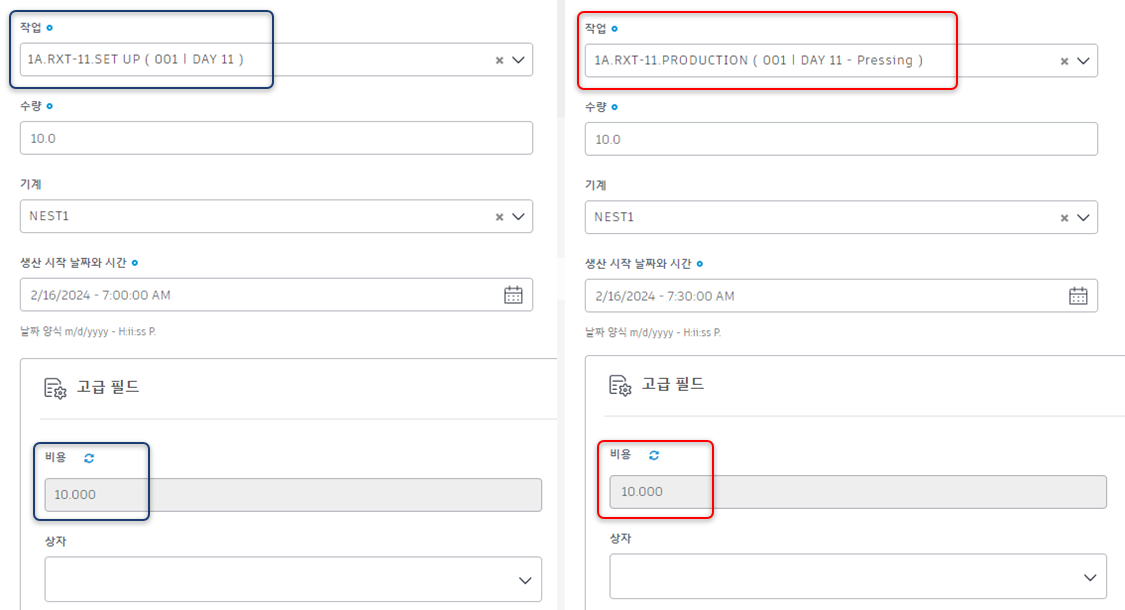 작업
1A.RXT-11.SET UP ( 001 | DAY 11 )
수량
10.0
기계
NEST1
생산 시작 날짜와 시간
2/16/2024 - 7:00:00 AM
날짜 양식 m/d/yyyy - H:ii:ss P.
고급 필드
비용
10.000
상자
작업
1A.RXT-11.PRODUCTION ( 001 | DAY 11 - Pressing )
수량
10.0
기계
NEST1
생산 시작 날짜와 시간
2/16/2024 - 7:30:00 AM
날짜 양식 m/d/yyyy - H:ii:ss P.
고급 필드
비용
10.000
상자